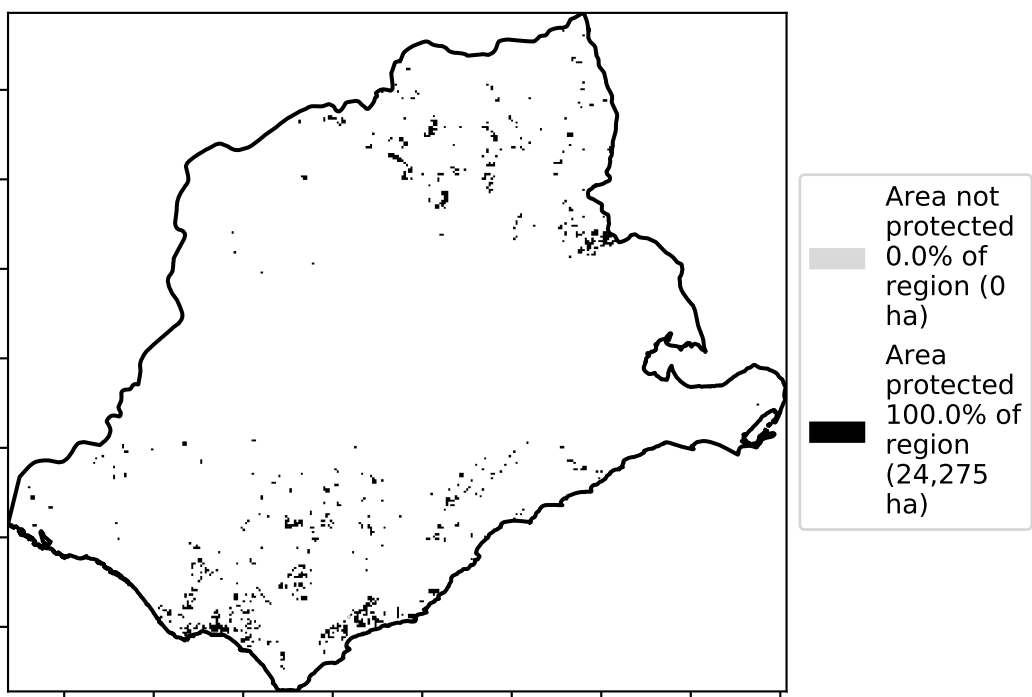 Area not
protected
0.0% of
region (0
ha)
Area
protected
100.0% of
region
(24,275
ha)